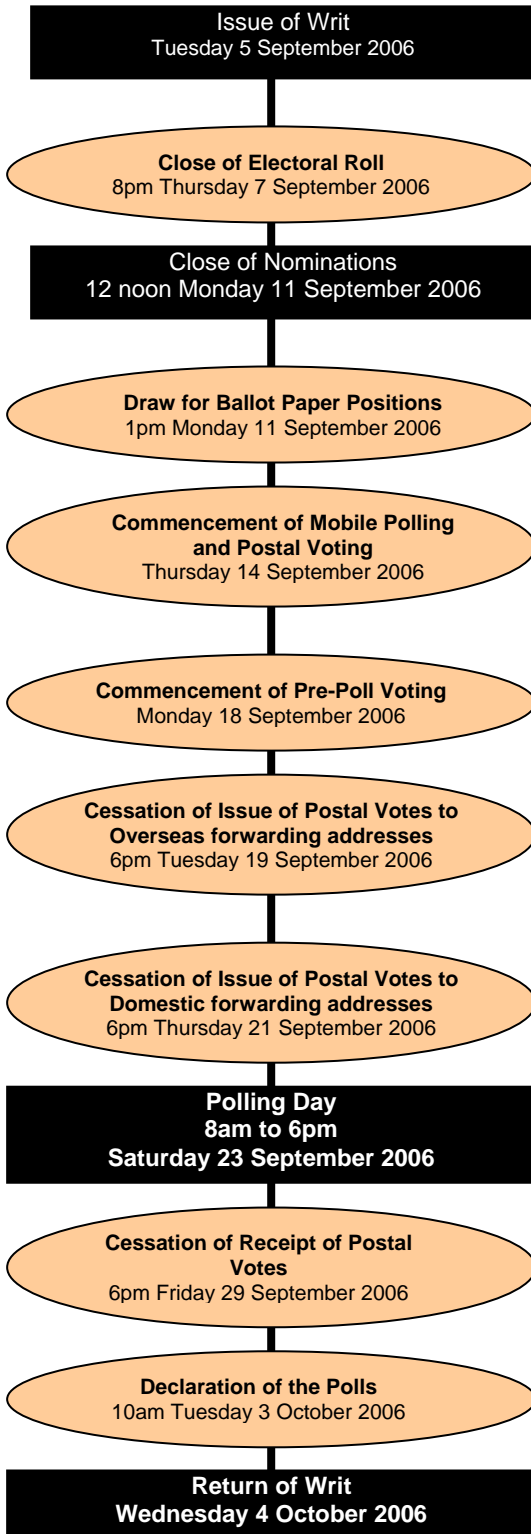 Issue of Writ
Tuesday 5 September 2006
Close of Electoral Roll
8pm Thursday 7 September 2006
Close of Nominations
12 noon Monday 11 September 2006
Draw for Ballot Paper Positions
1pm Monday 11 September 2006
Commencement of Mobile Polling
and Postal Voting
Thursday 14 September 2006
Commencement of Pre-Poll Voting
Monday 18 September 2006
Cessation of Issue of Postal Votes to
Overseas forwarding addresses
6pm Tuesday 19 September 2006
Cessation of Issue of Postal Votes to
Domestic forwarding addresses
6pm Thursday 21 September 2006
Polling Day
8am to 6pm
Saturday 23 September 2006
Cessation of Receipt of Postal
Votes
6pm Friday 29 September 2006
Declaration of the Polls
10am Tuesday 3 October 2006
Return of Writ
Wednesday 4 October 2006